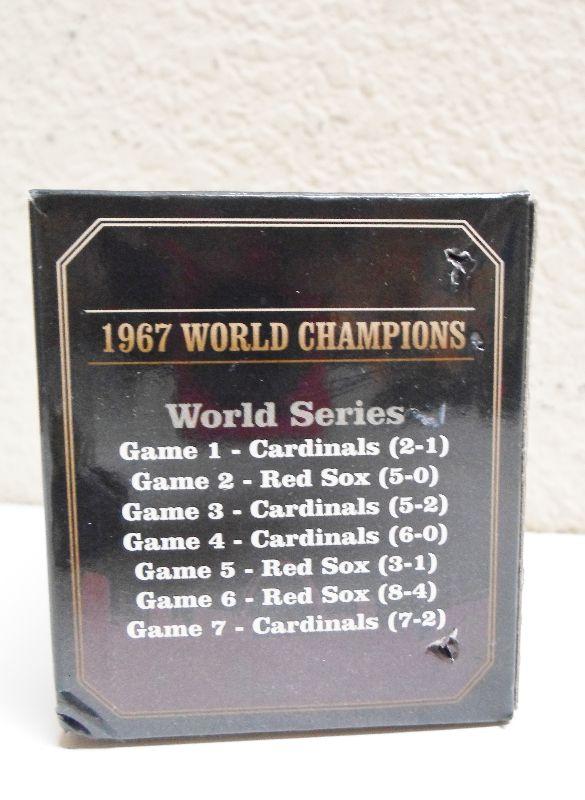 1967 WORLD CHAMPIONS
World Series
Game 1 - Cardinals (2-1)
Game 2 - Red Sox (5-0)
Game 3 - Cardinals (5-2)
Game 4 - Cardinals (6-0)
Game 5 - Red Sox (3-1)
Game 6 - Red Sox (8-4)
Game 7 - Cardinals (7-2)